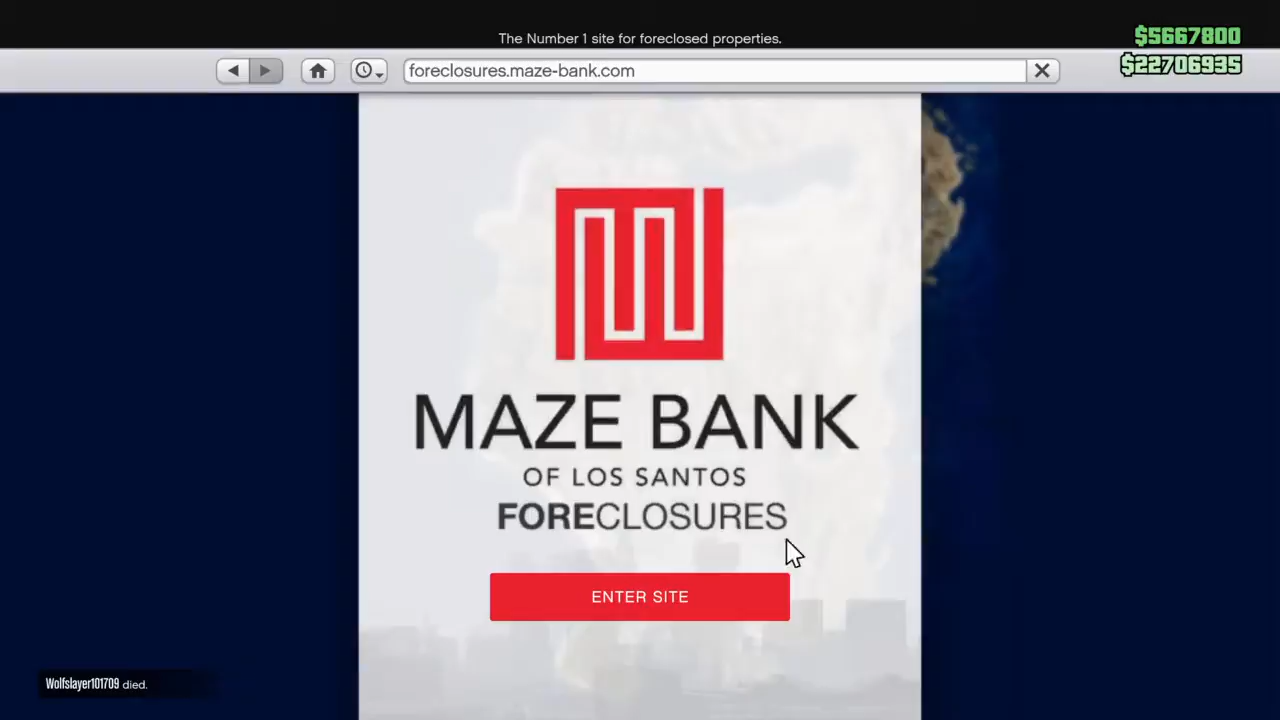 The Number 1 site for foreclosed properties.
$5667800
$22706935
foreclosures.maze-bank.com
MAZE BANK
OF LOS SANTOS
FORECLOSURES
ENTER SITE
Wolfslayer101709 died.